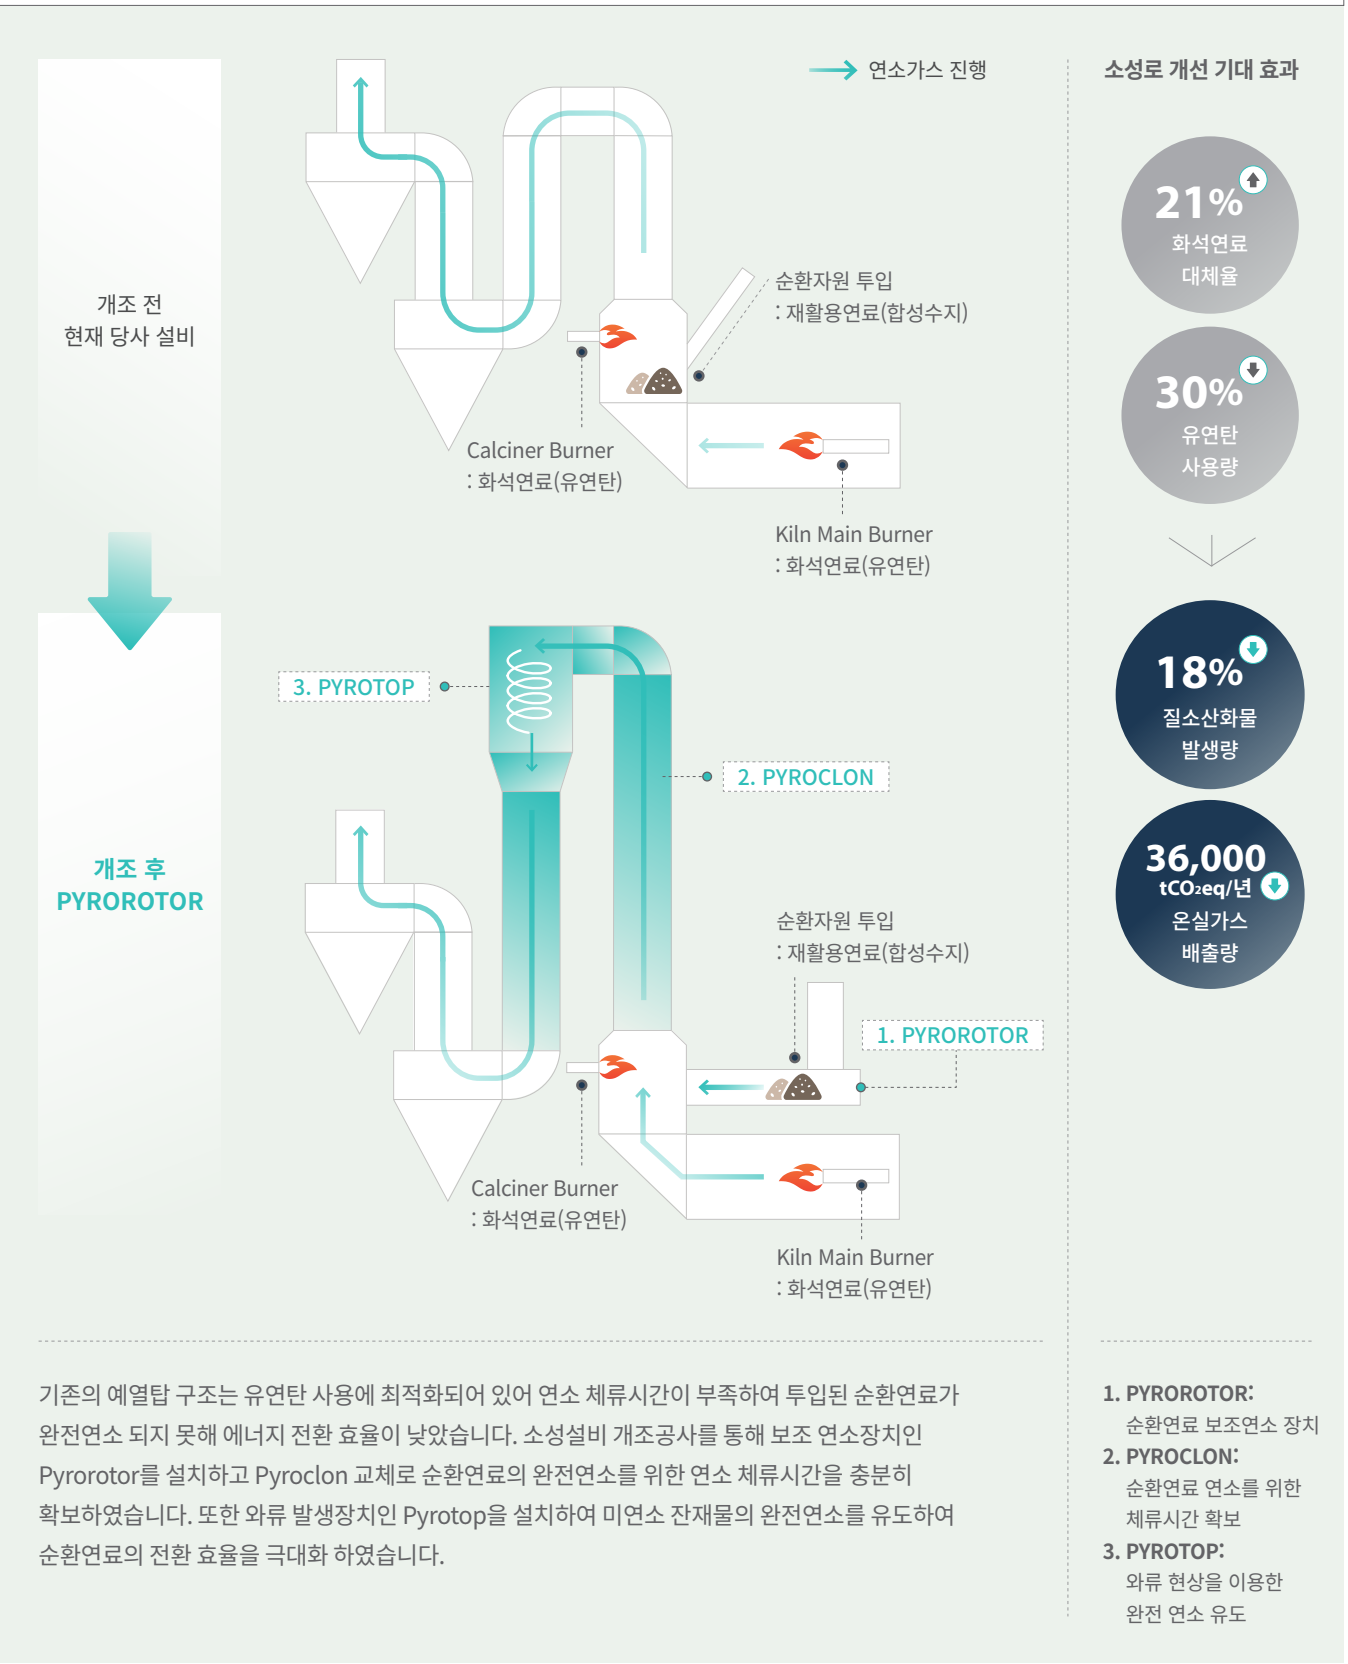 연소가스 진행
개조 전
현재 당사 설비
순환자원 투입
: 재활용연료(합성수지)
Calciner Burner
: 화석연료(유연탄)
Kiln Main Burner
: 화석연료(유연탄)
3. PYROTOP
2. PYROCLON
개조 후
PYROROTOR
순환자원 투입
: 재활용연료(합성수지)
1. PYROROTOR
Calciner Burner
: 화석연료(유연탄)
Kiln Main Burner
: 화석연료(유연탄)
소성로 개선 기대 효과
21%
화석연료
대체율
30%
유연탄
사용량
18%
질소산화물
발생량
36,000
tCO₂eq/년
온실가스
배출량
기존의 예열탑 구조는 유연탄 사용에 최적화되어 있어 연소 체류시간이 부족하여 투입된 순환연료가
완전연소 되지 못해 에너지 전환 효율이 낮았습니다. 소성설비 개조공사를 통해 보조 연소장치인
Pyrorotor를 설치하고 Pyroclon 교체로 순환연료의 완전연소를 위한 연소 체류시간을 충분히
확보하였습니다. 또한 와류 발생장치인 Pyrotop을 설치하여 미연소 잔재물의 완전연소를 유도하여
순환연료의 전환 효율을 극대화 하였습니다.
1. PYROROTOR:
순환연료 보조연소 장치
2. PYROCLON:
순환연료 연소를 위한
체류시간 확보
3. PYROTOP:
와류 현상을 이용한
완전 연소 유도